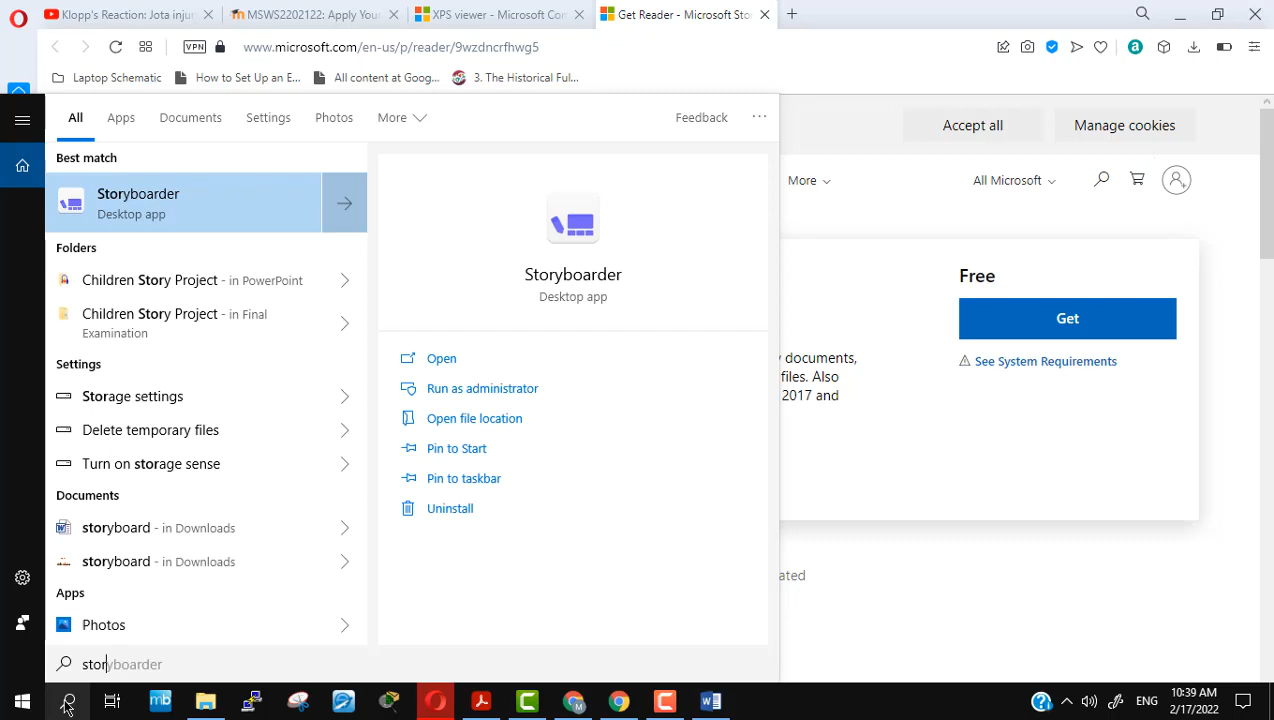 Klopp's Reaction: Jota injur
MSWS2202122: Apply You
XPS viewer - Microsoft Con
Get Reader - Microsoft Sto
VPN
www.microsoft.com/en-us/p/reader/9wzdncrfhwg5
Laptop Schematic
How to Set Up an E...
All content at Goog...
3. The Historical Ful...
All
Apps
Documents
Settings
Photos
More
Feedback
Accept all
Manage cookies
Best match
Storyboarder
Desktop app
More
All Microsoft
Folders
Children Story Project - in PowerPoint
Children Story Project - in Final
Examination
Storyboarder
Desktop app
Free
Get
See System Requirements
documents,
files. Also
2017 and
Settings
Storage settings
Delete temporary files
Turn on storage sense
Open
Run as administrator
Open file location
Pin to Start
Pin to taskbar
Uninstall
Documents
storyboard - in Downloads
storyboard - in Downloads
ated
Apps
Photos
storyboarder
mb
ENG
10:39 AM
2/17/2022